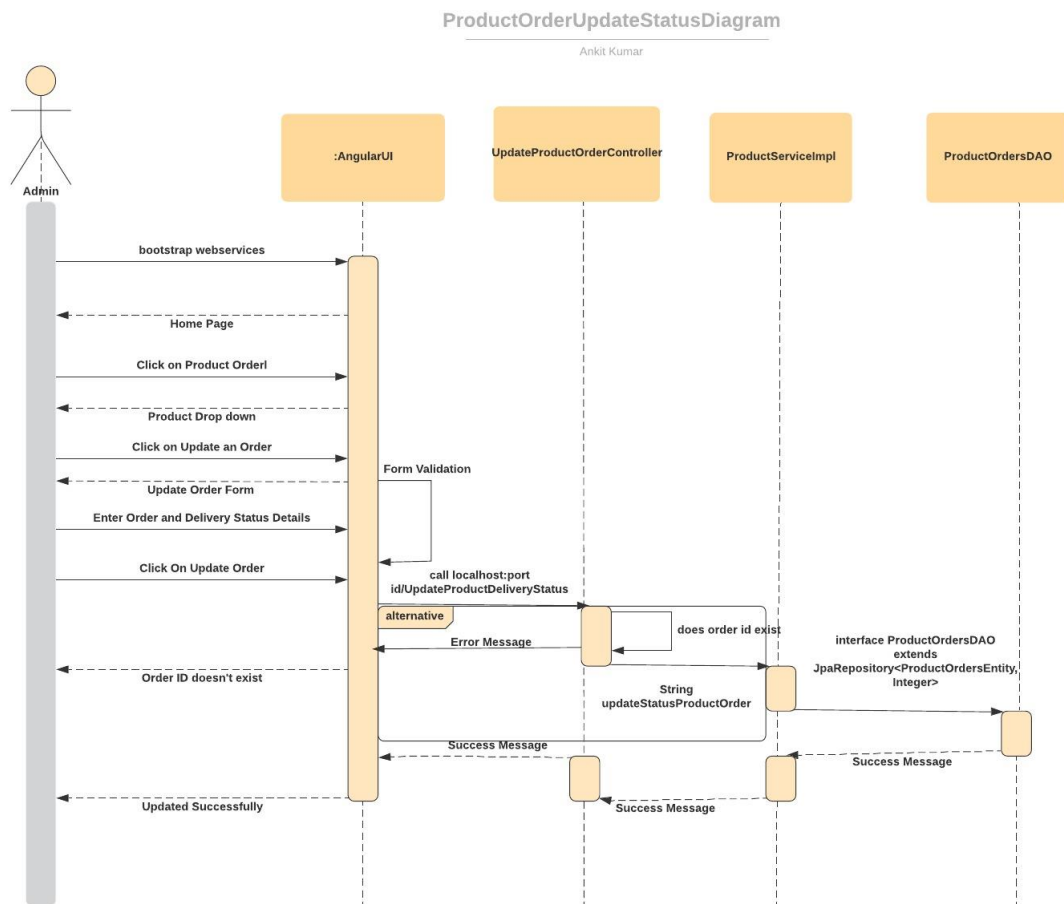 ProductOrderUpdateStatusDiagram
Ankit Kumar
:AngularUI
UpdateProductOrderController
ProductServiceImpl
ProductOrdersDAO
Admin
bootstrap webservices
Home Page
Click on Product Orderl
Product Drop down
Click on Update an Order
Form Validation
Update Order Form
Enter Order and Delivery Status Details
Click On Update Order
call localhost:port
id/UpdateProductDeliveryStatus
alternative
does order id exist
Error Message
interface ProductOrdersDAO
extends
JpaRepository<ProductOrdersEntity,
Integer>
Order ID doesn't exist
String
updateStatusProductOrder
Success Message
Success Message
Updated Successfully
Success Message